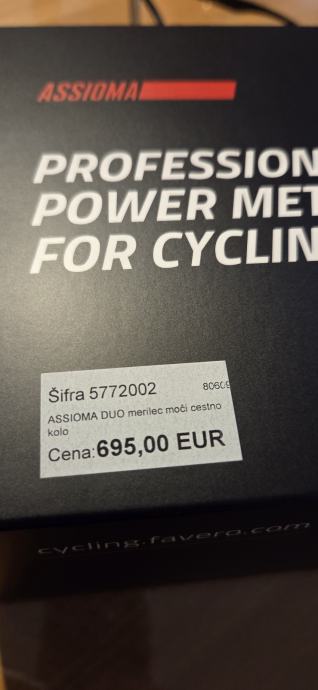 ASSIOMA
PROFESSION
POWER MET
FOR CYCLIN
Šifra 5772002 80609
ASSIOMA DUO merilec moči cestno
kolo
Cena:695,00 EUR
cycling.favero.com